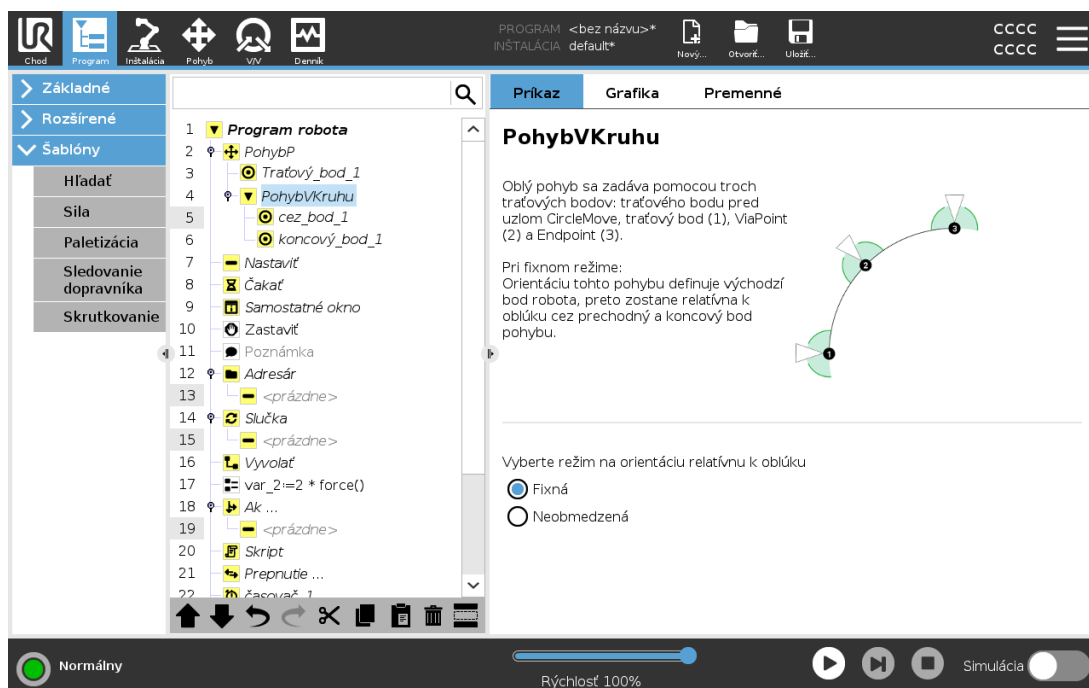 PROGRAM <bez názvu>*
INŠTALÁCIA default*
Chod
Program
Inštalácia
Pohyb
V/V
Denník
Nový...
Otvoriť...
Uložiť...
CCCC
CCCC
Základné
Rozšírené
Šablóny
Hľadať
Sila
Paletizácia
Sledovanie
dopravníka
Skrutkovanie
1 Program robota
2 PohybP
3 Traťový_bod_1
4 PohybVKruhu
5 cez_bod_1
6 koncový_bod_1
7 Nastaviť
8 Čakať
9 Samostatné okno
10 Zastaviť
11 Poznámka
12 Adresár
13 <prázdne>
14 Slučka
15 <prázdne>
16 Vyvolať
17 var_2:=2 * force()
18 Ak ...
19 <prázdne>
20 Skript
21 Prepnutie ...
22 časovač_1
Príkaz
Grafika
Premenné
PohybVKruhu
Oblý pohyb sa zadáva pomocou troch
traťových bodov: traťového bodu pred
uzlom CircleMove, traťový bod (1), ViaPoint
(2) a Endpoint (3).
Pri fixnom režime:
Orientáciu tohto pohybu definuje východzí
bod robota, preto zostane relatívna k
oblúku cez prechodný a koncový bod
pohybu.
3
2
1
Vyberte režim na orientáciu relatívnu k oblúku
Fixná
Neobmedzená
Normálny
Rýchlosť 100%
Simulácia